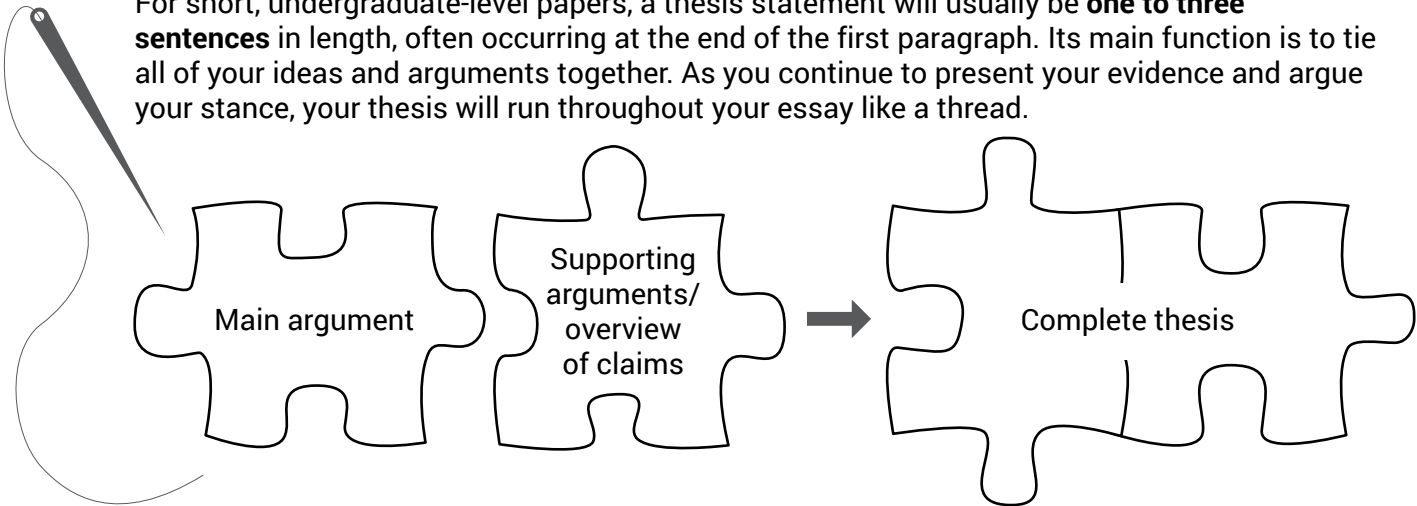 For short, undergraduate-level papers, a thesis statement will usually be one to three
sentences in length, often occurring at the end of the first paragraph. Its main function is to tie
all of your ideas and arguments together. As you continue to present your evidence and argue
your stance, your thesis will run throughout your essay like a thread.
Main argument
Supporting
arguments/
overview
of claims
Complete thesis